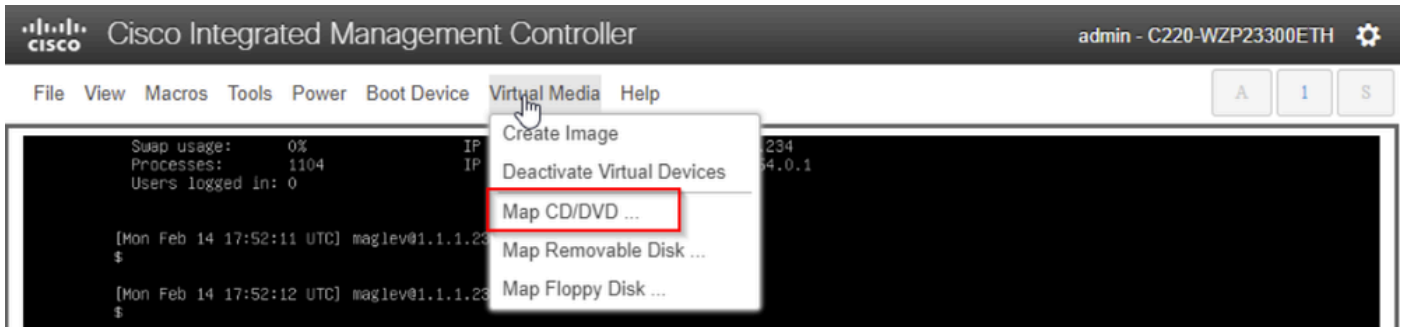 CISCO Cisco Integrated Management Controller admin - C220-WZP23300ETH
File View Macros Tools Power Boot Device Virtual Media Help A 1 S
Create Image
Deactivate Virtual Devices
Map CD/DVD ...
Map Removable Disk ...
Map Floppy Disk ...
Swap usage: 0% IP .234
Processes: 1104 IP 4.0.1
Users logged in: 0
[Mon Feb 14 17:52:11 UTC] maglev@1.1.1.23
$
[Mon Feb 14 17:52:12 UTC] maglev@1.1.1.23
$